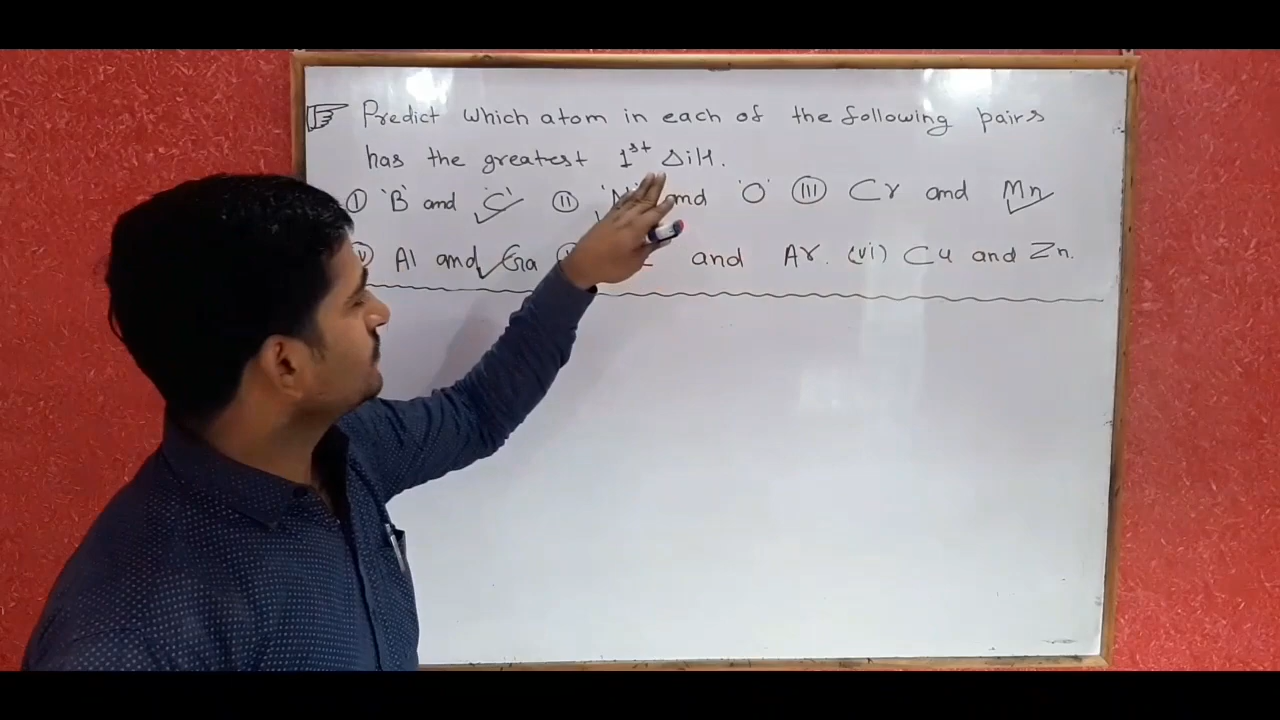 Predict which atom in each of the following pairs
has the greatest 1st ΔiH.
(I) 'B' and 'C' (II) and 'O' (III) Cr and Mn
Al and Ga and Ar. (vi) Cu and Zn.